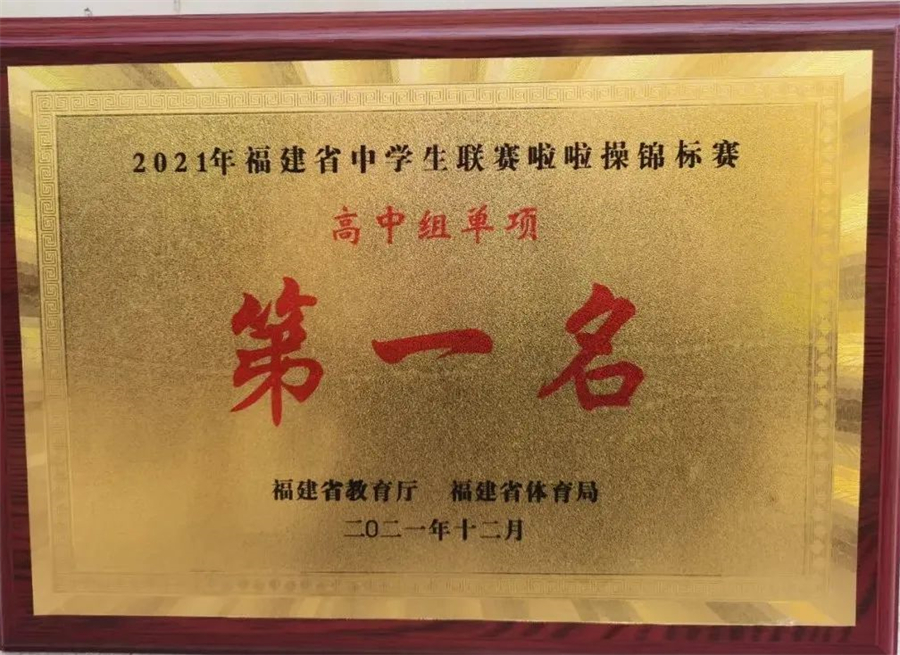 2021年福建省中学生联赛啦啦操锦标赛
高中组单项
第一名
福建省教育厅 福建省体育局
二〇二一年十二月